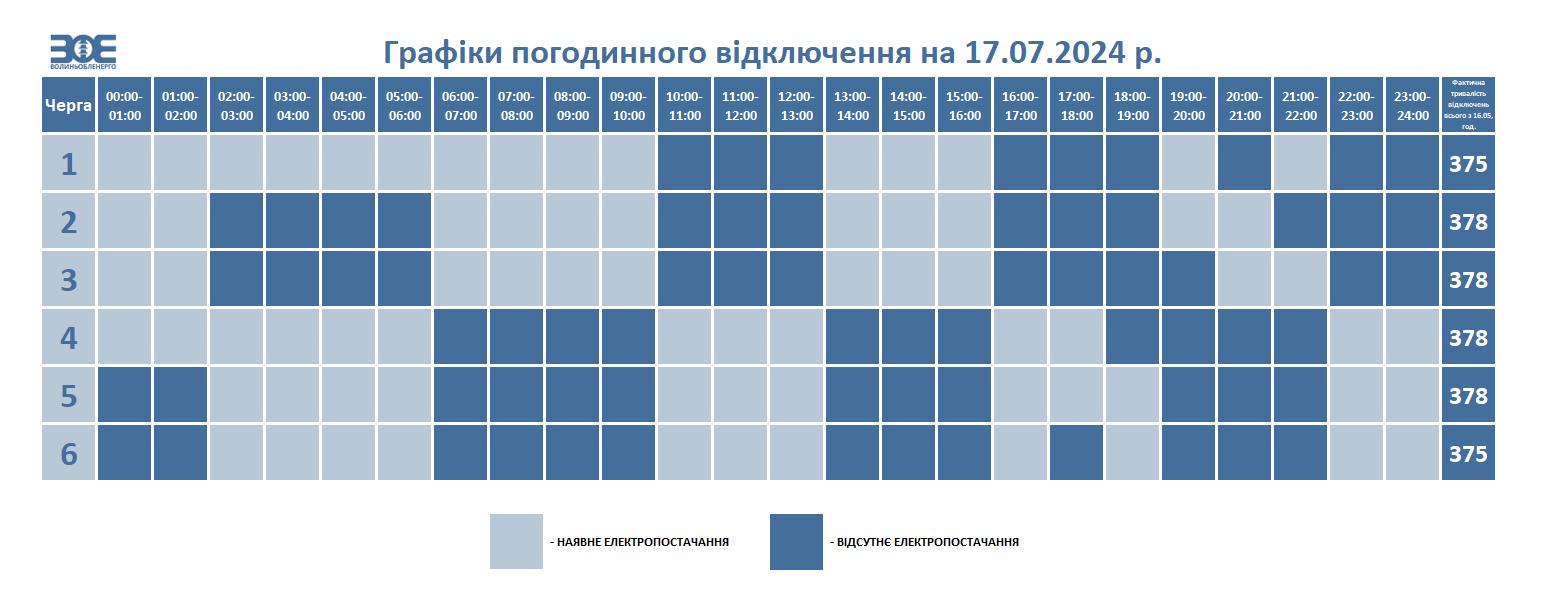 ВОЛИНЬОБЛЕНЕРГО
Графіки погодинного відключення на 17.07.2024 р.
Черга 00:00-01:00 01:00-02:00 02:00-03:00 03:00-04:00 04:00-05:00 05:00-06:00 06:00-07:00 07:00-08:00 08:00-09:00 09:00-10:00 10:00-11:00 11:00-12:00 12:00-13:00 13:00-14:00 14:00-15:00 15:00-16:00 16:00-17:00 17:00-18:00 18:00-19:00 19:00-20:00 20:00-21:00 21:00-22:00 22:00-23:00 23:00-24:00 Фактична тривалість відключень всього з 16.05, год.
1 375
2 378
3 378
4 378
5 378
6 375
- НАЯВНЕ ЕЛЕКТРОПОСТАЧАННЯ - ВІДСУТНЄ ЕЛЕКТРОПОСТАЧАННЯ